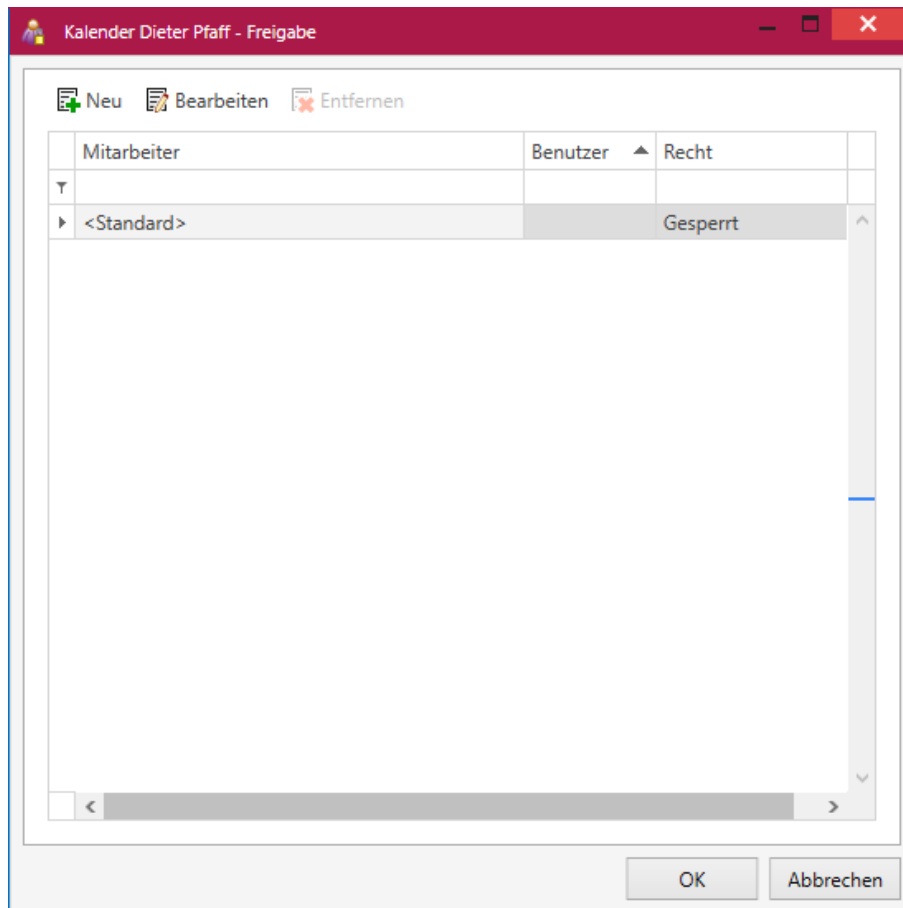 Kalender Dieter Pfaff - Freigabe
Neu Bearbeiten Entfernen
Mitarbeiter Benutzer Recht
<Standard> Gesperrt
OK Abbrechen